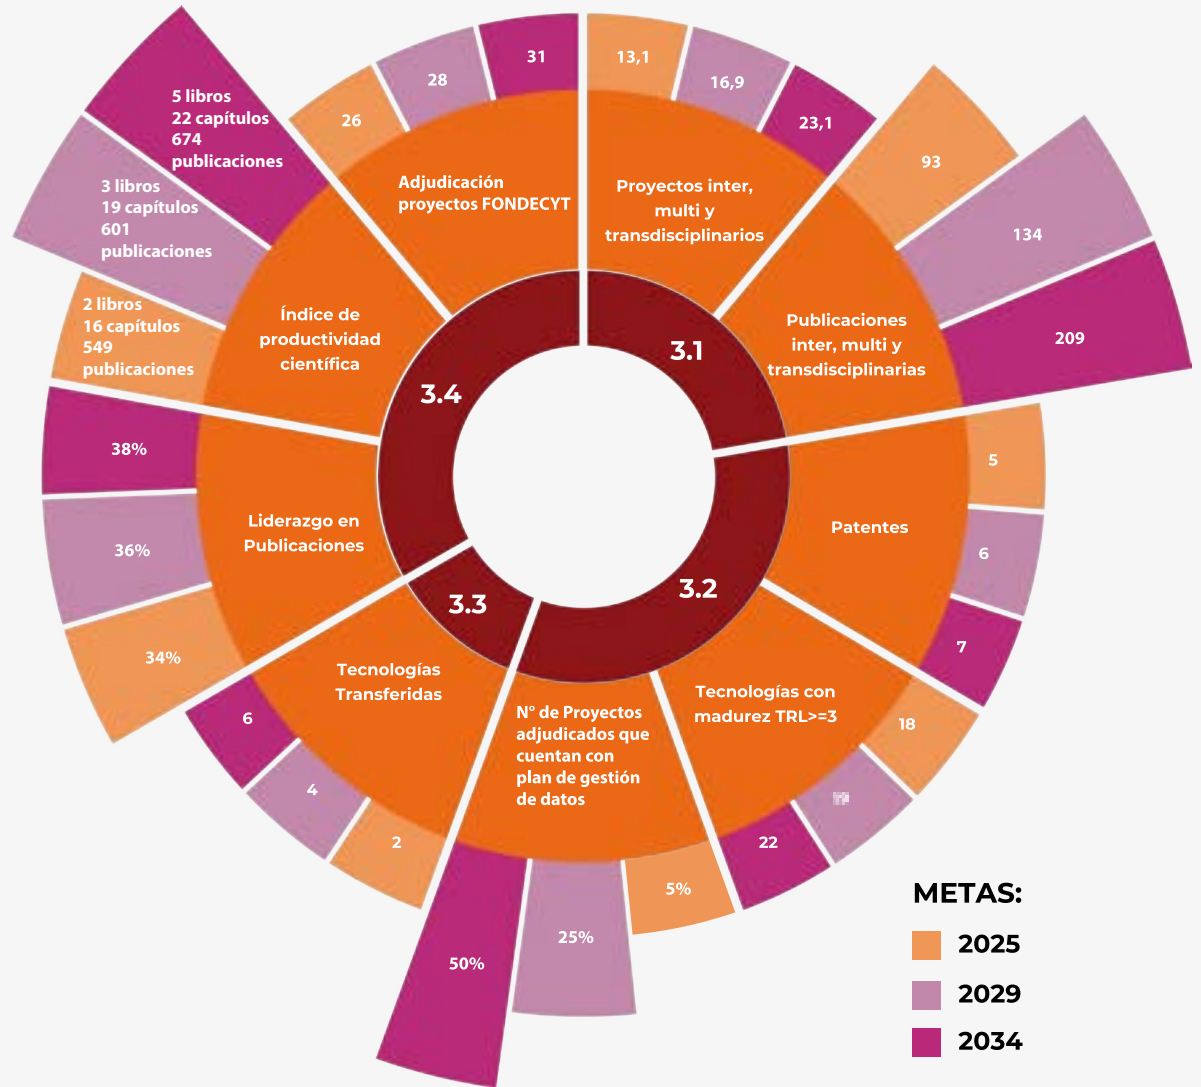 13,1
16,9
23,1
Proyectos inter,
multi y
transdisciplinarios
93
134
209
Publicaciones
inter, multi y
transdisciplinarias
3.1
5
6
7
Patentes
3.2
18
22
Tecnologías con
madurez TRL>=3
5%
25%
50%
N° de Proyectos
adjudicados que
cuentan con
plan de gestión
de datos
2
4
6
Tecnologías
Transferidas
3.3
34%
36%
38%
Liderazgo en
Publicaciones
3.4
2 libros
16 capítulos
549
publicaciones
3 libros
19 capítulos
601
publicaciones
5 libros
22 capítulos
674
publicaciones
Índice de
productividad
científica
26
28
31
Adjudicación
proyectos FONDECYT
METAS:
2025
2029
2034